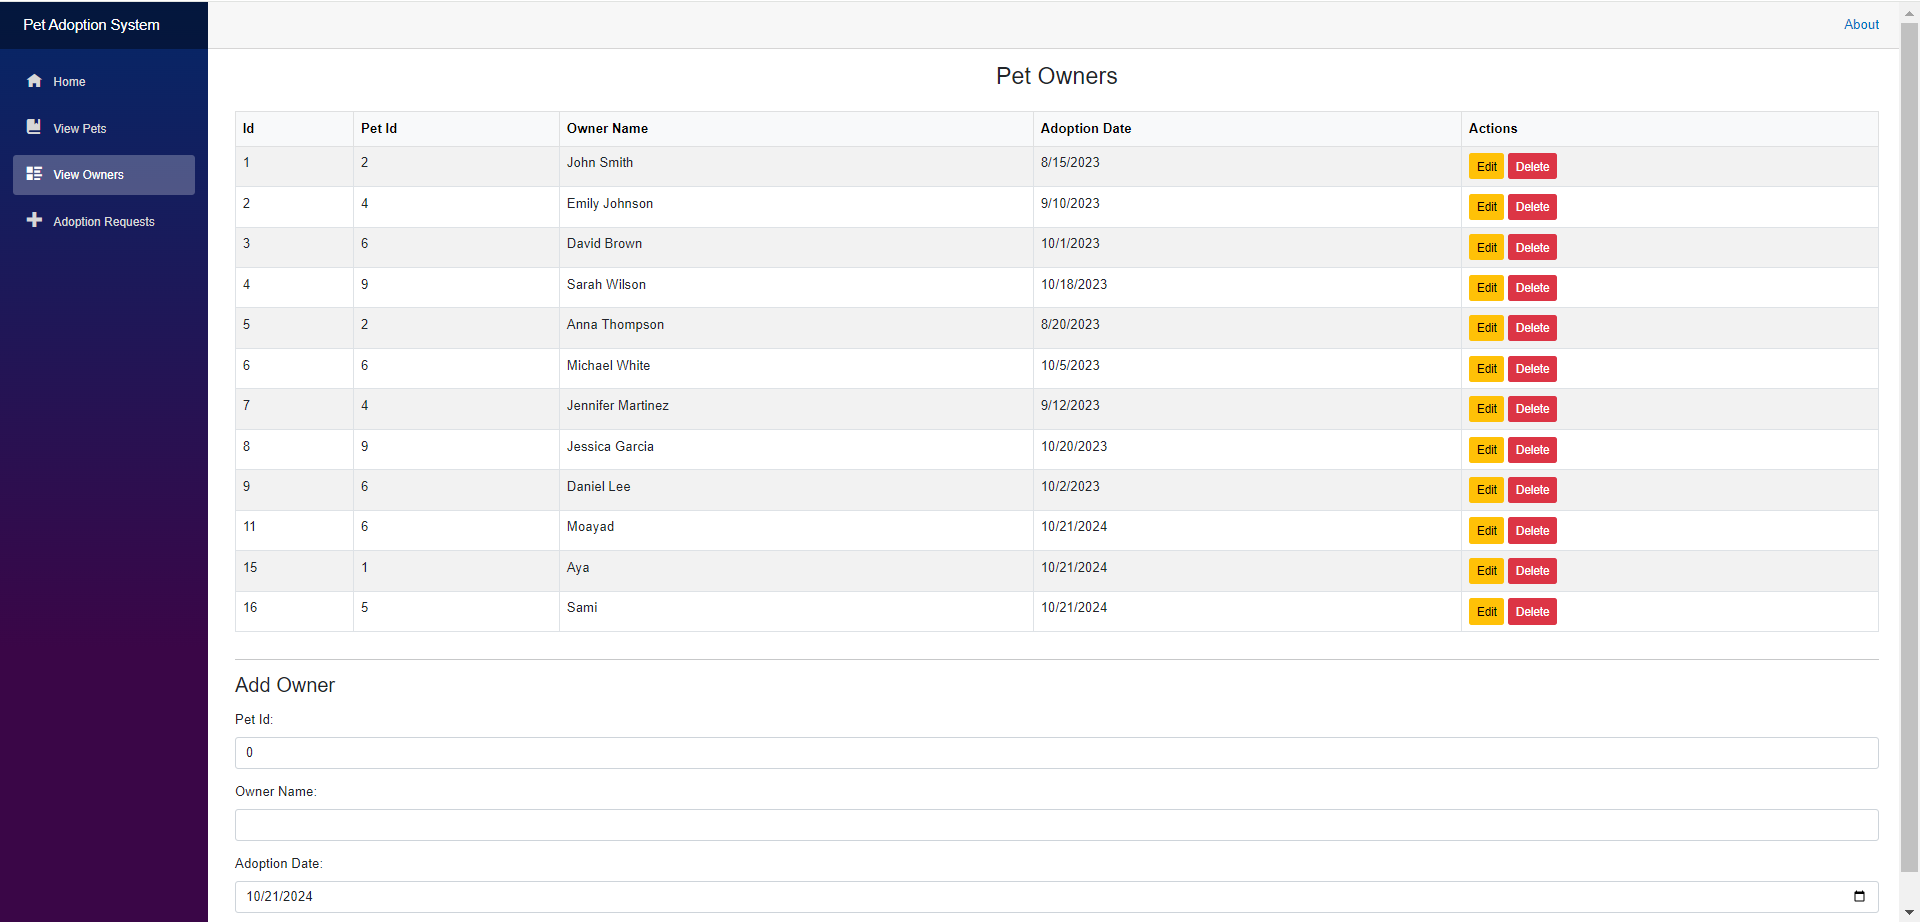 Pet Adoption System
About
Home
View Pets
View Owners
Adoption Requests
Pet Owners
Id Pet Id Owner Name Adoption Date Actions
1 2 John Smith 8/15/2023 Edit Delete
2 4 Emily Johnson 9/10/2023 Edit Delete
3 6 David Brown 10/1/2023 Edit Delete
4 9 Sarah Wilson 10/18/2023 Edit Delete
5 2 Anna Thompson 8/20/2023 Edit Delete
6 6 Michael White 10/5/2023 Edit Delete
7 4 Jennifer Martinez 9/12/2023 Edit Delete
8 9 Jessica Garcia 10/20/2023 Edit Delete
9 6 Daniel Lee 10/2/2023 Edit Delete
11 6 Moayad 10/21/2024 Edit Delete
15 1 Aya 10/21/2024 Edit Delete
16 5 Sami 10/21/2024 Edit Delete
Add Owner
Pet Id:
0
Owner Name:
Adoption Date:
10/21/2024